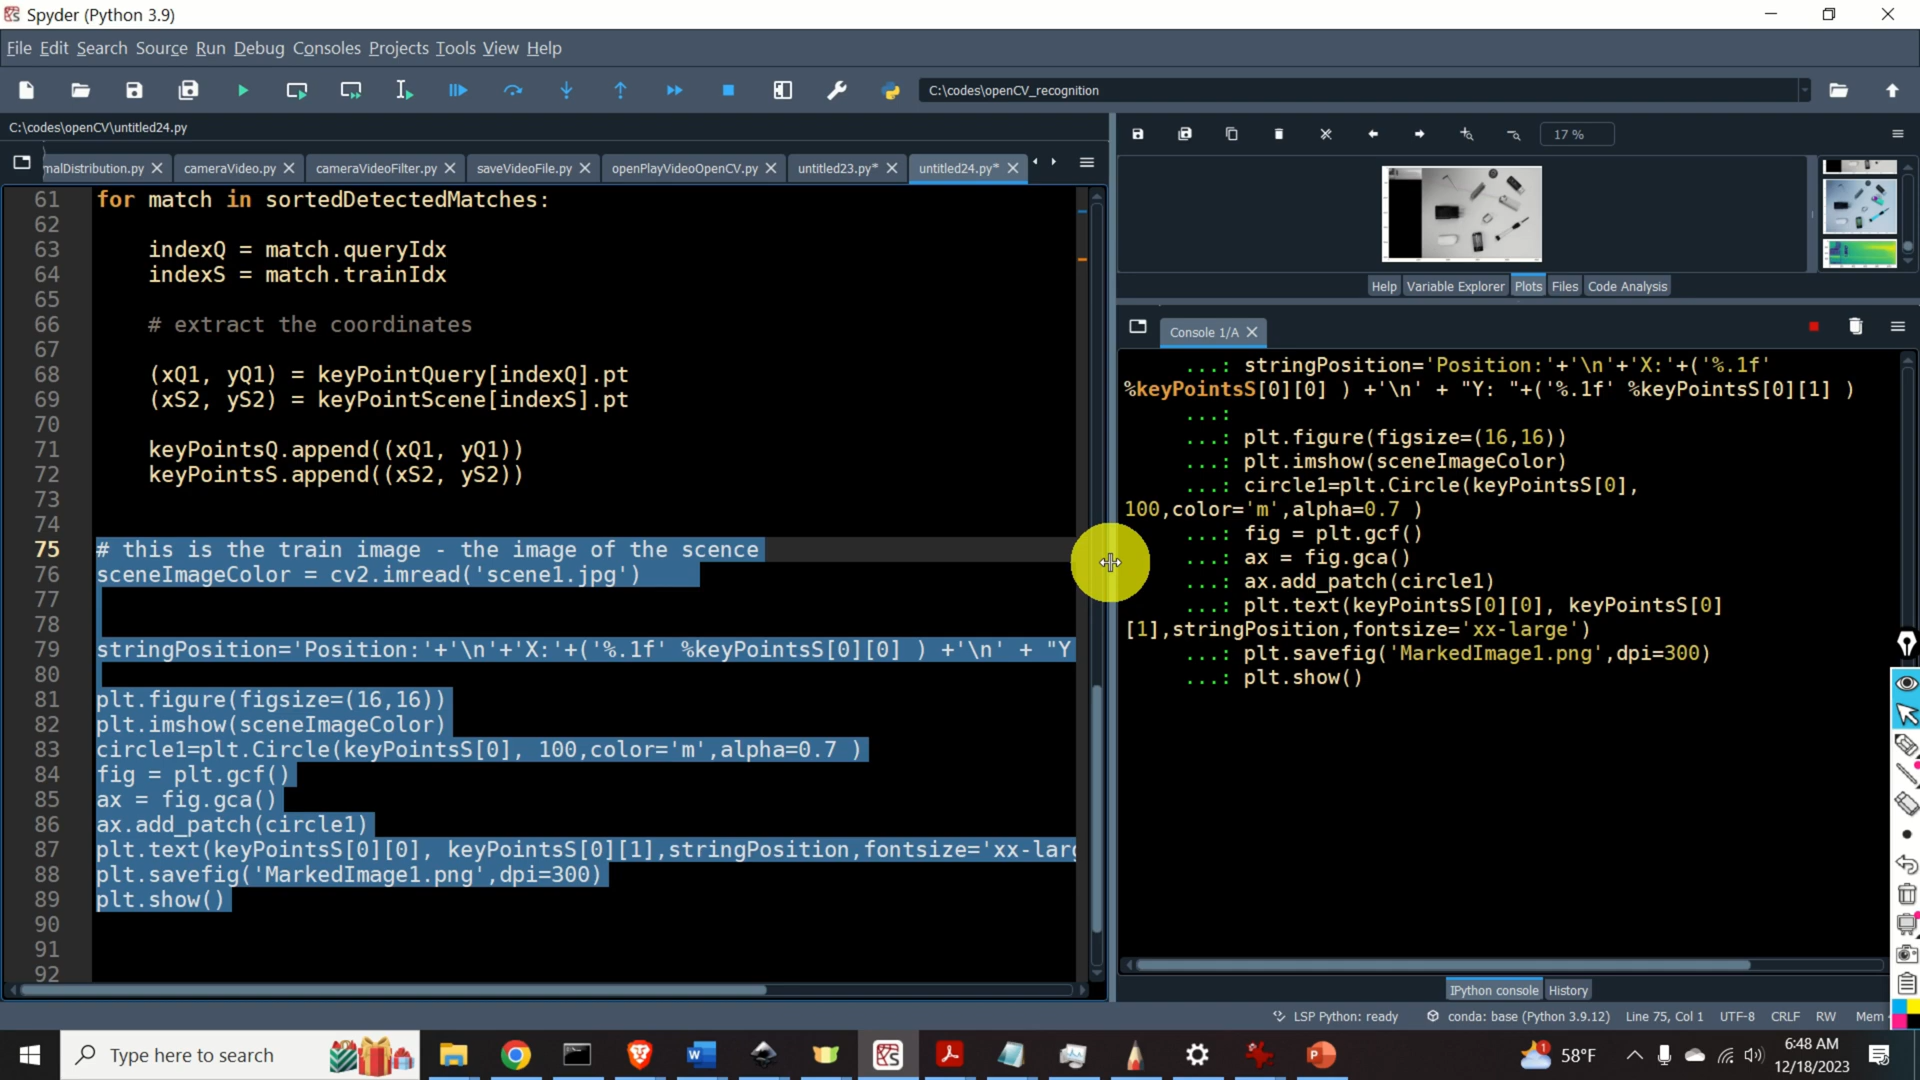 Spyder (Python 3.9)
File Edit Search Source Run Debug Consoles Projects Tools View Help
C:\codes\openCV_recognition
C:\codes\openCV\untitled24.py
malDistribution.py
cameraVideo.py
cameraVideoFilter.py
saveVideoFile.py
openPlayVideoOpenCV.py
untitled23.py*
untitled24.py*
61 for match in sortedDetectedMatches:
62
63 indexQ = match.queryIdx
64 indexS = match.trainIdx
65
66 # extract the coordinates
67
68 (xQ1, yQ1) = keyPointQuery[indexQ].pt
69 (xS2, yS2) = keyPointScene[indexS].pt
70
71 keyPointsQ.append((xQ1, yQ1))
72 keyPointsS.append((xS2, yS2))
73
74
75 # this is the train image - the image of the scence
76 sceneImageColor = cv2.imread('scene1.jpg')
77
78
79 stringPosition='Position:'+'\n'+'X:'+('%.1f' %keyPointsS[0][0] ) +'\n' + "Y
80
81 plt.figure(figsize=(16,16))
82 plt.imshow(sceneImageColor)
83 circle1=plt.Circle(keyPointsS[0], 100,color='m',alpha=0.7 )
84 fig = plt.gcf()
85 ax = fig.gca()
86 ax.add_patch(circle1)
87 plt.text(keyPointsS[0][0], keyPointsS[0][1],stringPosition,fontsize='xx-larg
88 plt.savefig('MarkedImage1.png',dpi=300)
89 plt.show()
90
91
92
17 %
Help Variable Explorer Plots Files Code Analysis
Console 1/A
...: stringPosition='Position:'+'\n'+'X:'+('%.1f'
%keyPointsS[0][0] ) +'\n' + "Y: "+('%.1f' %keyPointsS[0][1] )
...:
...: plt.figure(figsize=(16,16))
...: plt.imshow(sceneImageColor)
...: circle1=plt.Circle(keyPointsS[0],
100,color='m',alpha=0.7 )
...: fig = plt.gcf()
...: ax = fig.gca()
...: ax.add_patch(circle1)
...: plt.text(keyPointsS[0][0], keyPointsS[0]
[1],stringPosition,fontsize='xx-large')
...: plt.savefig('MarkedImage1.png',dpi=300)
...: plt.show()
IPython console History
LSP Python: ready conda: base (Python 3.9.12) Line 75, Col 1 UTF-8 CRLF RW Mem
Type here to search
58°F
6:48 AM
12/18/2023